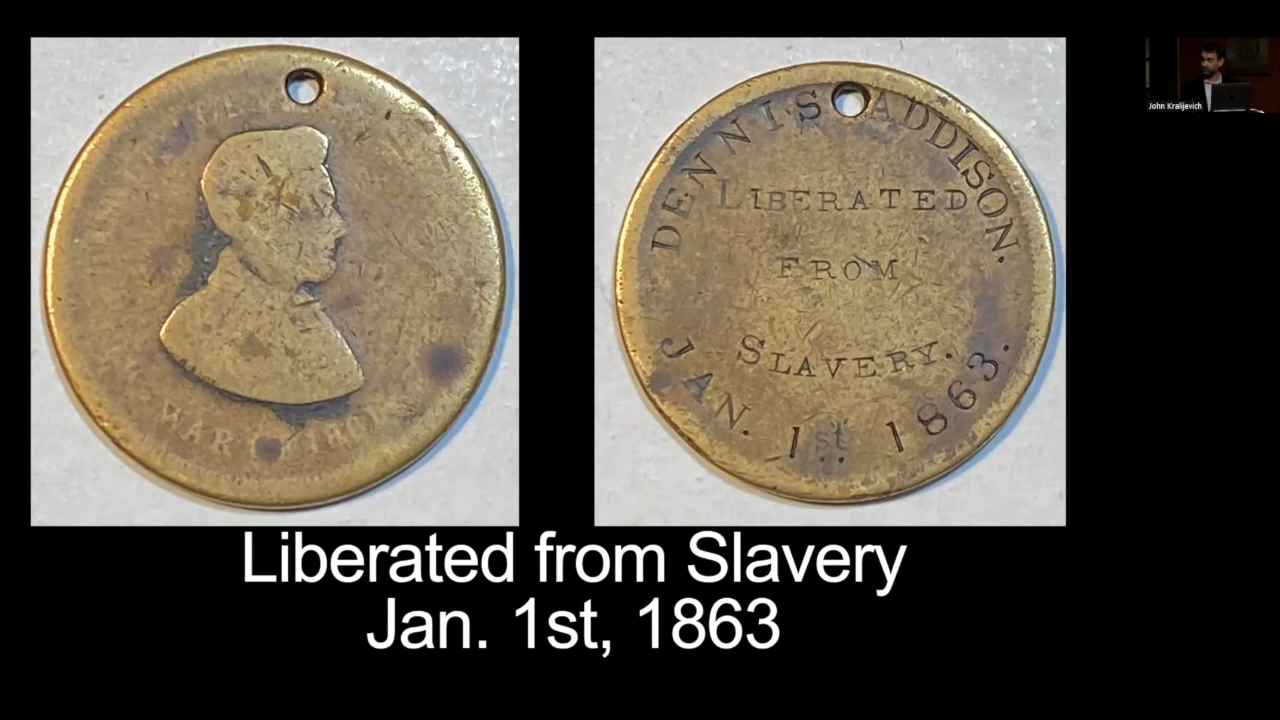 WAR
DENNIS ADDISON.
LIBERATED
FROM
SLAVERY.
JAN. 1st. 1863.
Liberated from Slavery
Jan. 1st, 1863
John Kralijevich